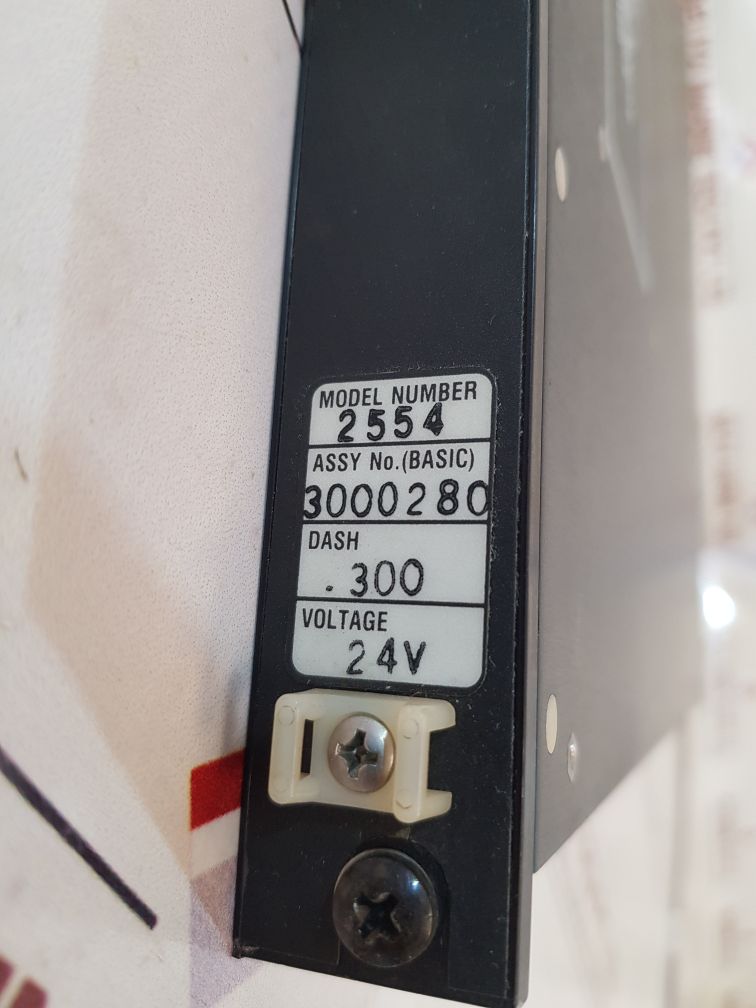 MODEL NUMBER
2554
ASSY No.(BASIC)
3000280
DASH
.300
VOLTAGE
24V